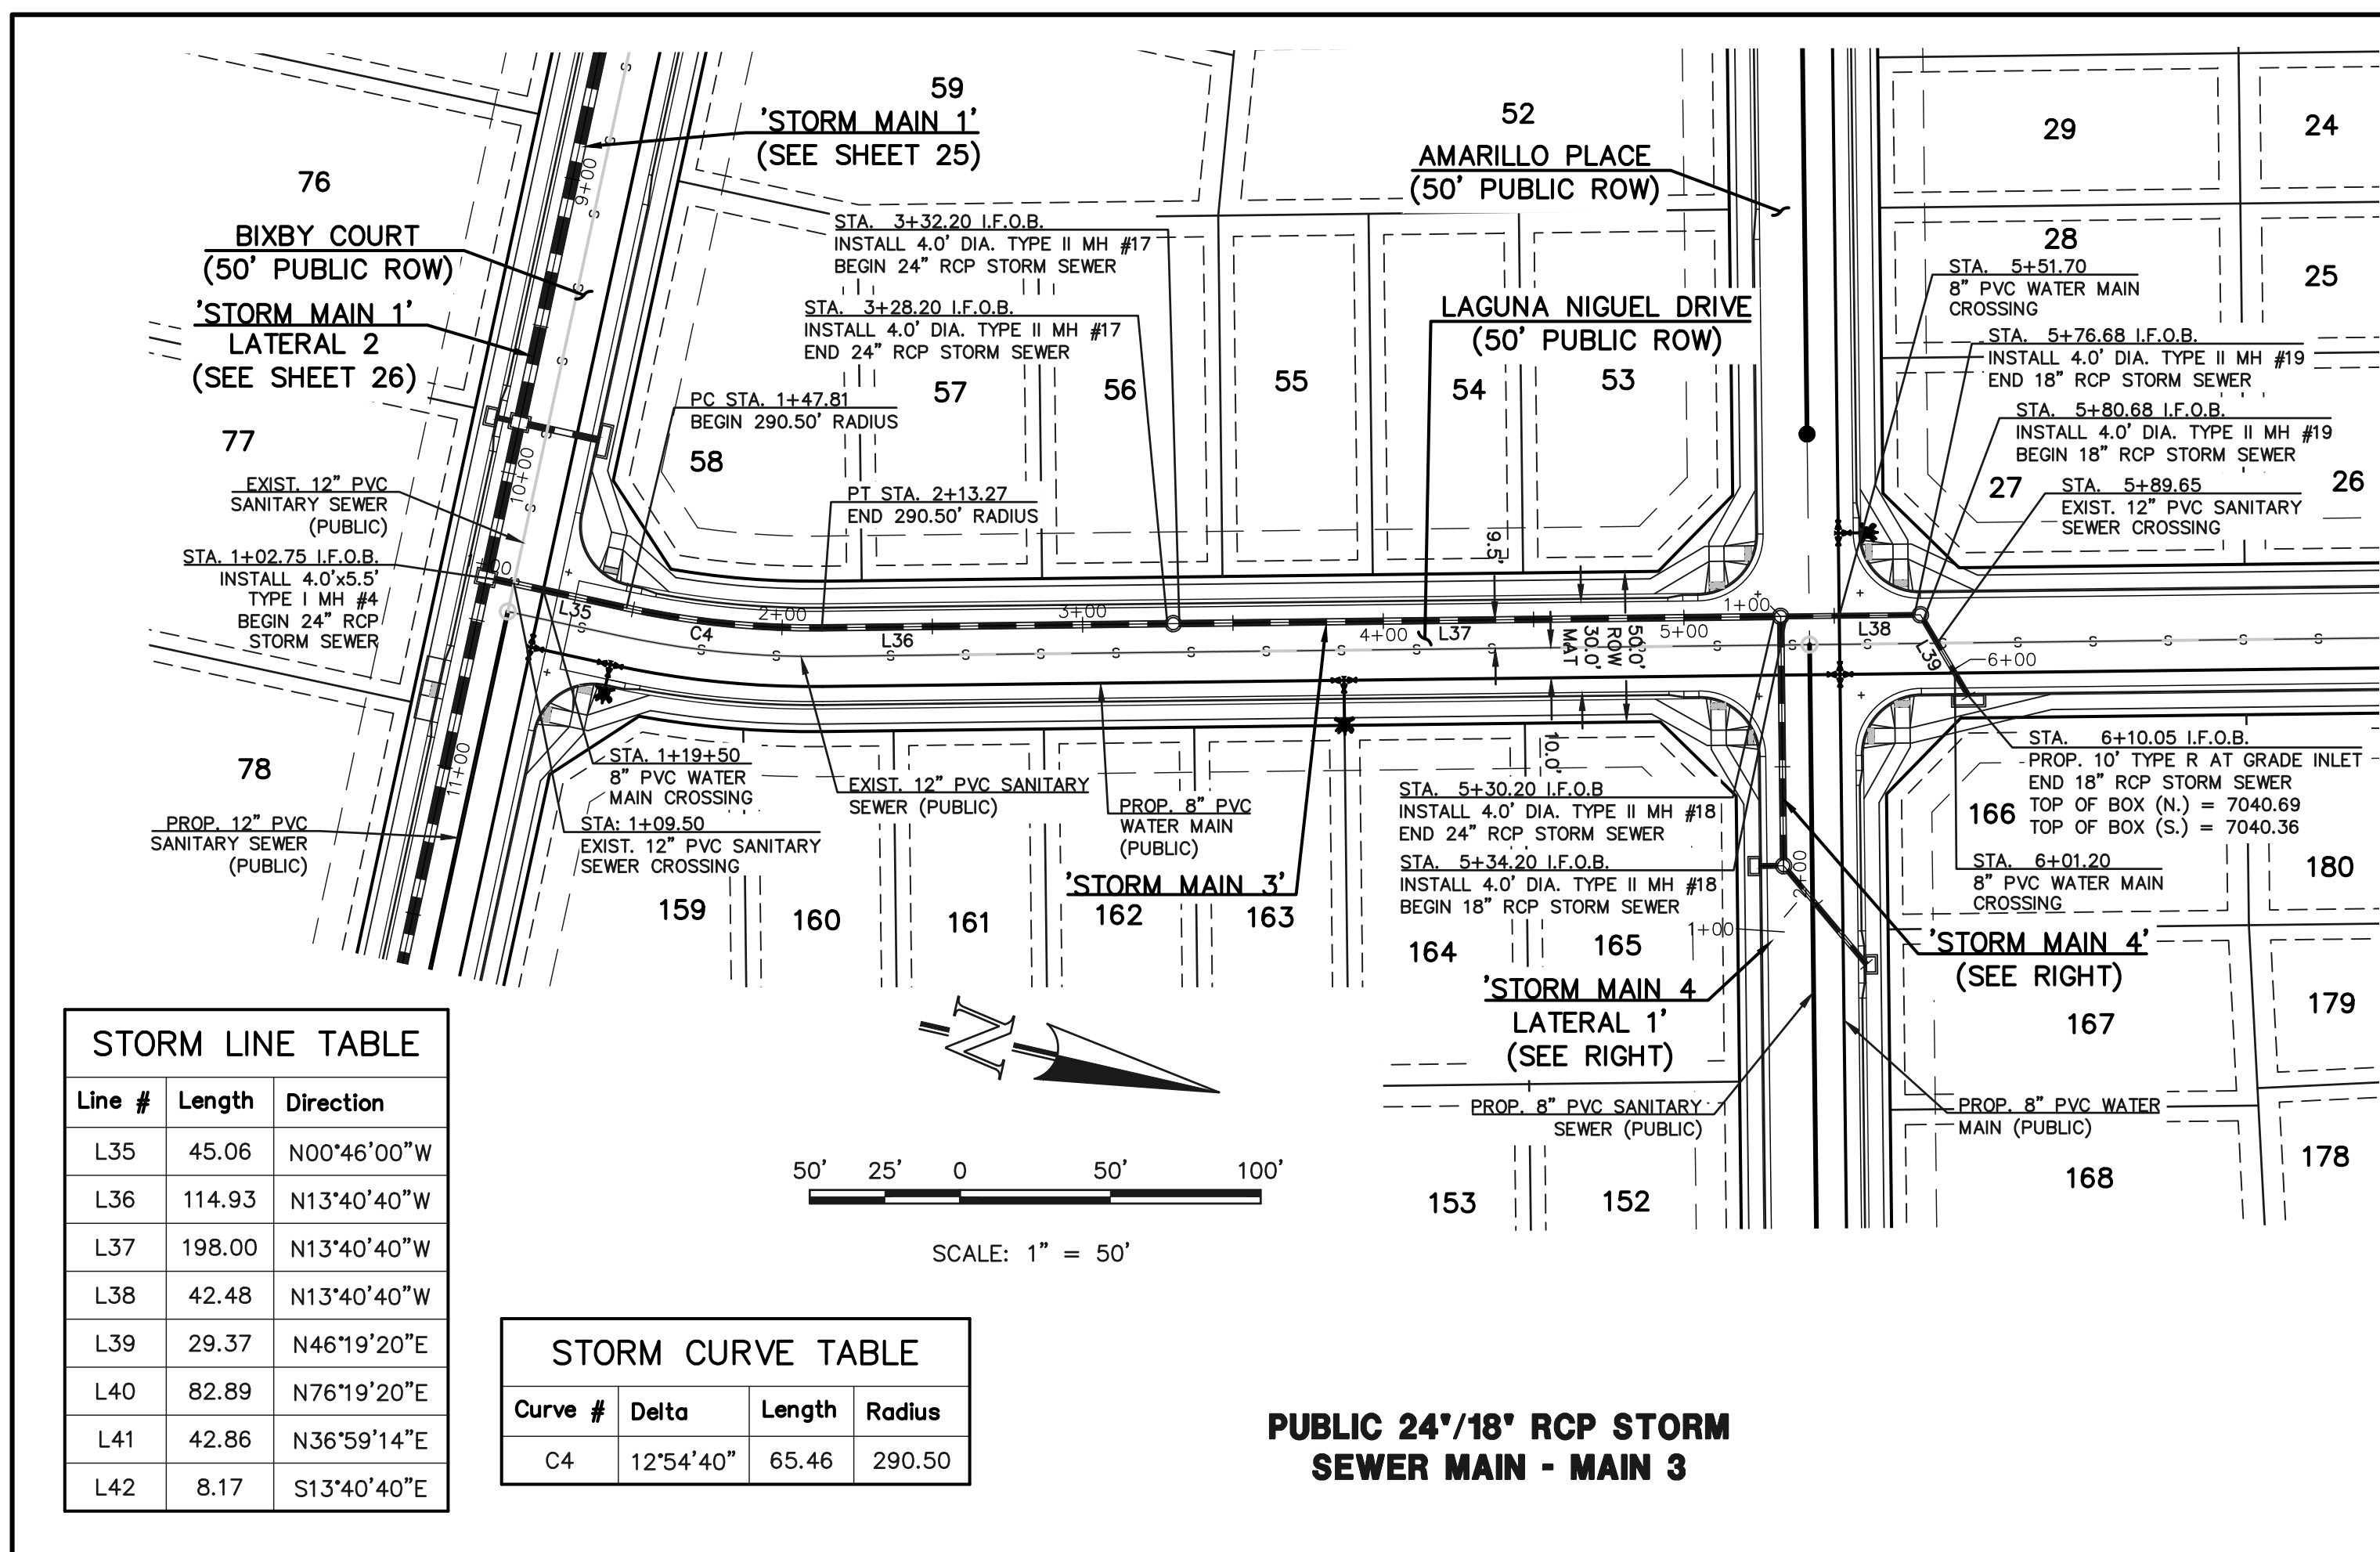 59
'STORM MAIN 1'
(SEE SHEET 25)
52
AMARILLO PLACE
(50' PUBLIC ROW)
29
24
76
9+00
BIXBY COURT
(50' PUBLIC ROW)
'STORM MAIN 1'
LATERAL 2
(SEE SHEET 26)
STA. 3+32.20 I.F.O.B.
INSTALL 4.0' DIA. TYPE II MH #17
BEGIN 24" RCP STORM SEWER
STA. 3+28.20 I.F.O.B.
INSTALL 4.0' DIA. TYPE II MH #17
END 24" RCP STORM SEWER
LAGUNA NIGUEL DRIVE
(50' PUBLIC ROW)
28
25
STA. 5+51.70
8" PVC WATER MAIN
CROSSING
STA. 5+76.68 I.F.O.B.
INSTALL 4.0' DIA. TYPE II MH #19
END 18" RCP STORM SEWER
STA. 5+80.68 I.F.O.B.
INSTALL 4.0' DIA. TYPE II MH #19
BEGIN 18" RCP STORM SEWER
57
56
55
54
53
PC STA. 1+47.81
BEGIN 290.50' RADIUS
58
77
10+00
EXIST. 12" PVC
SANITARY SEWER
(PUBLIC)
PT STA. 2+13.27
END 290.50' RADIUS
27
26
STA. 5+89.65
EXIST. 12" PVC SANITARY
SEWER CROSSING
STA. 1+02.75 I.F.O.B.
INSTALL 4.0'x5.5'
TYPE I MH #4
BEGIN 24" RCP
STORM SEWER
9.5'
L35
C4
2+00
L36
3+00
4+00
L37
MAT
30.0'
ROW
50.0'
5+00
1+00
L38
L39
6+00
10.0'
78
11+00
PROP. 12" PVC
SANITARY SEWER
(PUBLIC)
STA. 1+19+50
8" PVC WATER
MAIN CROSSING
STA: 1+09.50
EXIST. 12" PVC SANITARY
SEWER CROSSING
EXIST. 12" PVC SANITARY
SEWER (PUBLIC)
PROP. 8" PVC
WATER MAIN
(PUBLIC)
'STORM MAIN 3'
STA. 5+30.20 I.F.O.B
INSTALL 4.0' DIA. TYPE II MH #18
END 24" RCP STORM SEWER
STA. 5+34.20 I.F.O.B.
INSTALL 4.0' DIA. TYPE II MH #18
BEGIN 18" RCP STORM SEWER
STA. 6+10.05 I.F.O.B.
PROP. 10' TYPE R AT GRADE INLET
END 18" RCP STORM SEWER
TOP OF BOX (N.) = 7040.69
TOP OF BOX (S.) = 7040.36
166
STA. 6+01.20
8" PVC WATER MAIN
CROSSING
180
159
160
161
162
163
164
165
2+00
1+00
'STORM MAIN 4'
(SEE RIGHT)
'STORM MAIN 4
LATERAL 1'
(SEE RIGHT)
167
179
PROP. 8" PVC SANITARY
SEWER (PUBLIC)
PROP. 8" PVC WATER
MAIN (PUBLIC)
153
152
168
178
N
50' 25' 0 50' 100'
SCALE: 1" = 50'
STORM LINE TABLE
Line # Length Direction
L35 45.06 N00°46'00"W
L36 114.93 N13°40'40"W
L37 198.00 N13°40'40"W
L38 42.48 N13°40'40"W
L39 29.37 N46°19'20"E
L40 82.89 N76°19'20"E
L41 42.86 N36°59'14"E
L42 8.17 S13°40'40"E
STORM CURVE TABLE
Curve # Delta Length Radius
C4 12°54'40" 65.46 290.50
PUBLIC 24"/18" RCP STORM
SEWER MAIN - MAIN 3